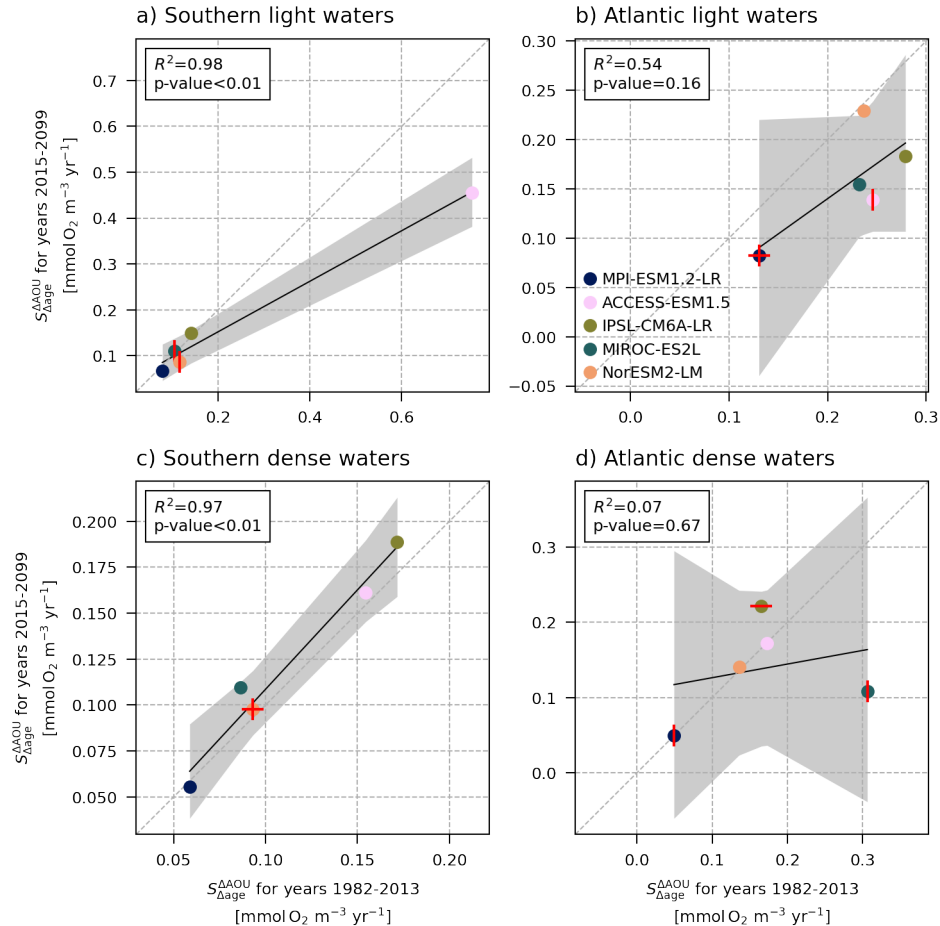 a) Southern light waters
R²=0.98
p-value<0.01
0.7
0.6
0.5
0.4
0.3
0.2
0.1
0.2
0.4
0.6
S^ΔAOU_Δage for years 2015-2099
[mmol O₂ m⁻³ yr⁻¹]
b) Atlantic light waters
R²=0.54
p-value=0.16
0.30
0.25
0.20
0.15
0.10
0.05
0.00
−0.05
0.0
0.1
0.2
0.3
MPI-ESM1.2-LR
ACCESS-ESM1.5
IPSL-CM6A-LR
MIROC-ES2L
NorESM2-LM
c) Southern dense waters
R²=0.97
p-value<0.01
0.200
0.175
0.150
0.125
0.100
0.075
0.050
0.05
0.10
0.15
0.20
S^ΔAOU_Δage for years 2015-2099
[mmol O₂ m⁻³ yr⁻¹]
S^ΔAOU_Δage for years 1982-2013
[mmol O₂ m⁻³ yr⁻¹]
d) Atlantic dense waters
R²=0.07
p-value=0.67
0.3
0.2
0.1
0.0
0.0
0.1
0.2
0.3
S^ΔAOU_Δage for years 1982-2013
[mmol O₂ m⁻³ yr⁻¹]